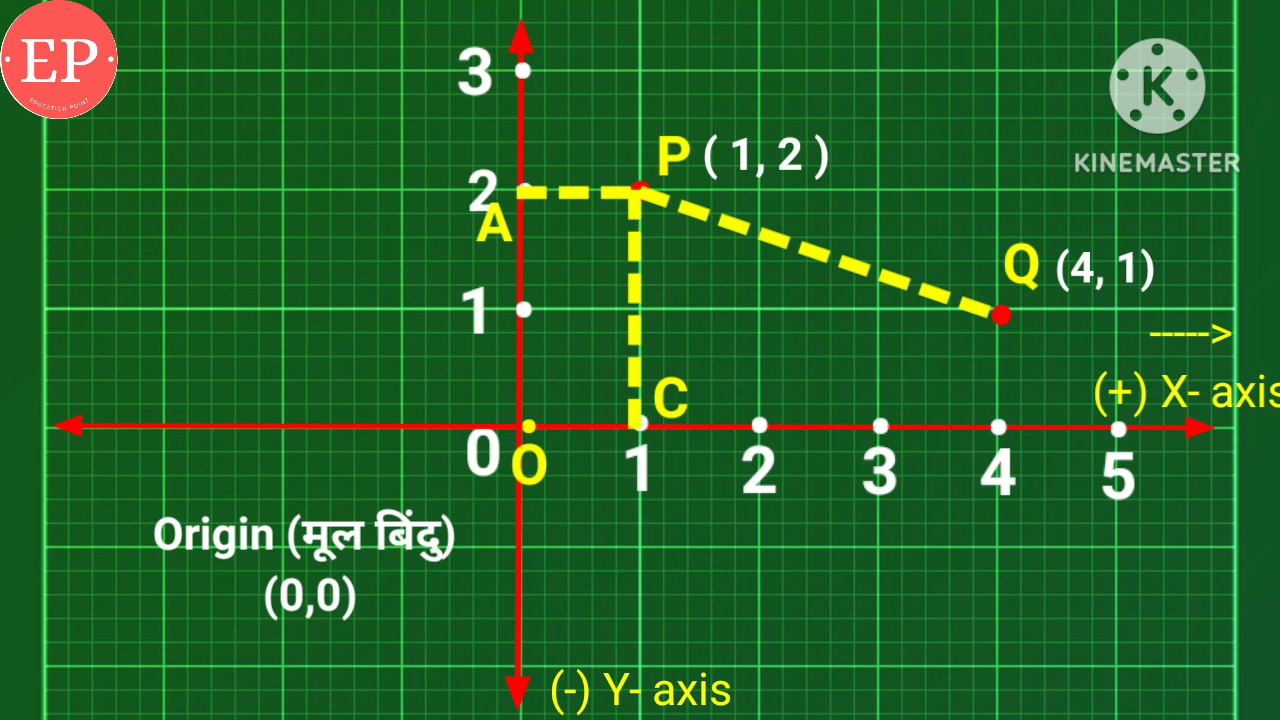 EP
EDUCATION POINT
K
KINEMASTER
3
P ( 1, 2 )
2
A
Q (4, 1)
1
----->
(+) X- axis
C
0 O 1 2 3 4 5
Origin (मूल बिंदु)
(0,0)
(-) Y- axis